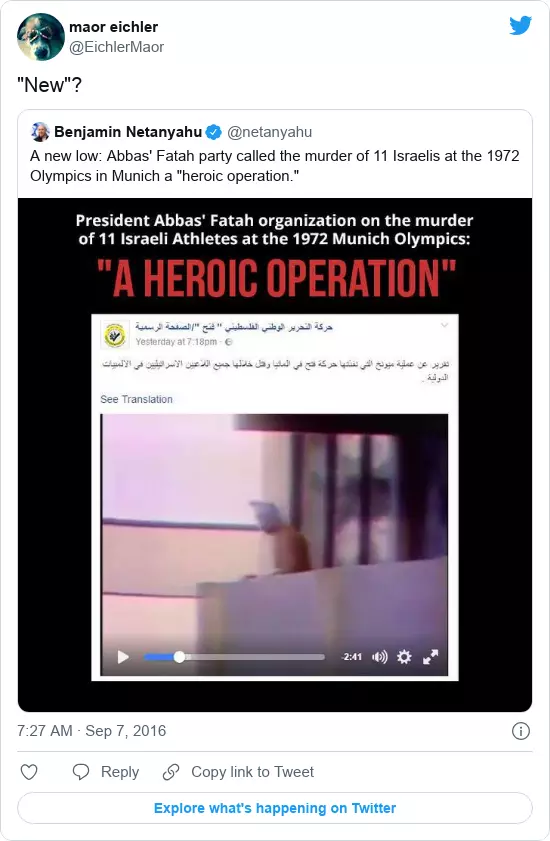 maor eichler
@EichlerMaor
"New"?
Benjamin Netanyahu @netanyahu
A new low: Abbas' Fatah party called the murder of 11 Israelis at the 1972
Olympics in Munich a "heroic operation."
President Abbas' Fatah organization on the murder
of 11 Israeli Athletes at the 1972 Munich Olympics:
"A HEROIC OPERATION"
حركة التحرير الوطني الفلسطيني " فتح "/الصفحة الرسمية
Yesterday at 7:18pm ·
تقرير عن عملية ميونخ التي نفذتها حركة فتح في المانيا وقتل خلالها جميع اللاعبين الاسرائيليين في الالمبيات
الدولية .
See Translation
-2:41
7:27 AM · Sep 7, 2016
Reply
Copy link to Tweet
Explore what's happening on Twitter